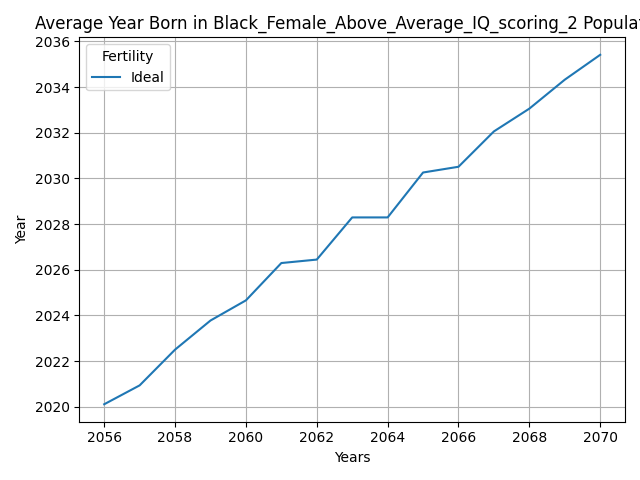 Average Year Born in Black_Female_Above_Average_IQ_scoring_2 Populat
Fertility
Ideal
2036
2034
2032
2030
2028
2026
2024
2022
2020
Year
2056 2058 2060 2062 2064 2066 2068 2070
Years